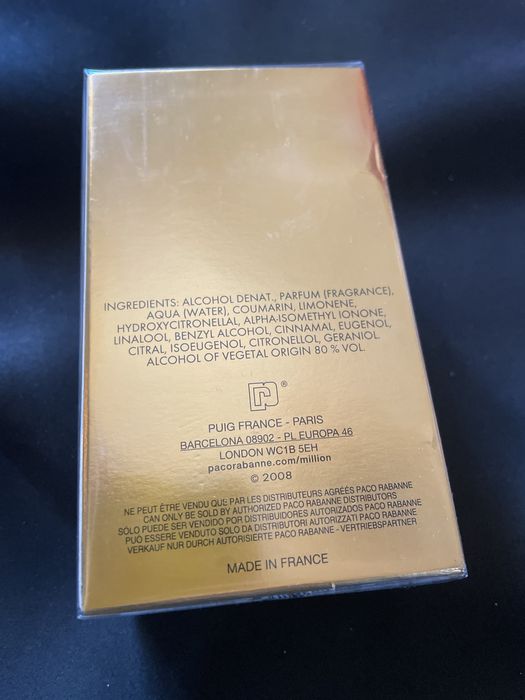 INGREDIENTS: ALCOHOL DENAT., PARFUM (FRAGRANCE),
AQUA (WATER), COUMARIN, LIMONENE,
HYDROXYCITRONELLAL, ALPHA-ISOMETHYL IONONE,
LINALOOL, BENZYL ALCOHOL, CINNAMAL, EUGENOL,
CITRAL, ISOEUGENOL, CITRONELLOL, GERANIOL.
ALCOHOL OF VEGETAL ORIGIN 80 % VOL.
®
PUIG FRANCE - PARIS
BARCELONA 08902 - PL EUROPA 46
LONDON WC1B 5EH
pacorabanne.com/million
© 2008
NE PEUT ÊTRE VENDU QUE PAR LES DISTRIBUTEURS AGRÉÉS PACO RABANNE
CAN ONLY BE SOLD BY AUTHORIZED PACO RABANNE DISTRIBUTORS
SÓLO PUEDE SER VENDIDO POR DISTRIBUIDORES AUTORIZADOS PACO RABANNE
PUÒ ESSERE VENDUTO SOLO DA DISTRIBUTORI AUTORIZZATI PACO RABANNE
VERKAUF NUR DURCH AUTORISIERTE PACO RABANNE - VERTRIEBSPARTNER
MADE IN FRANCE